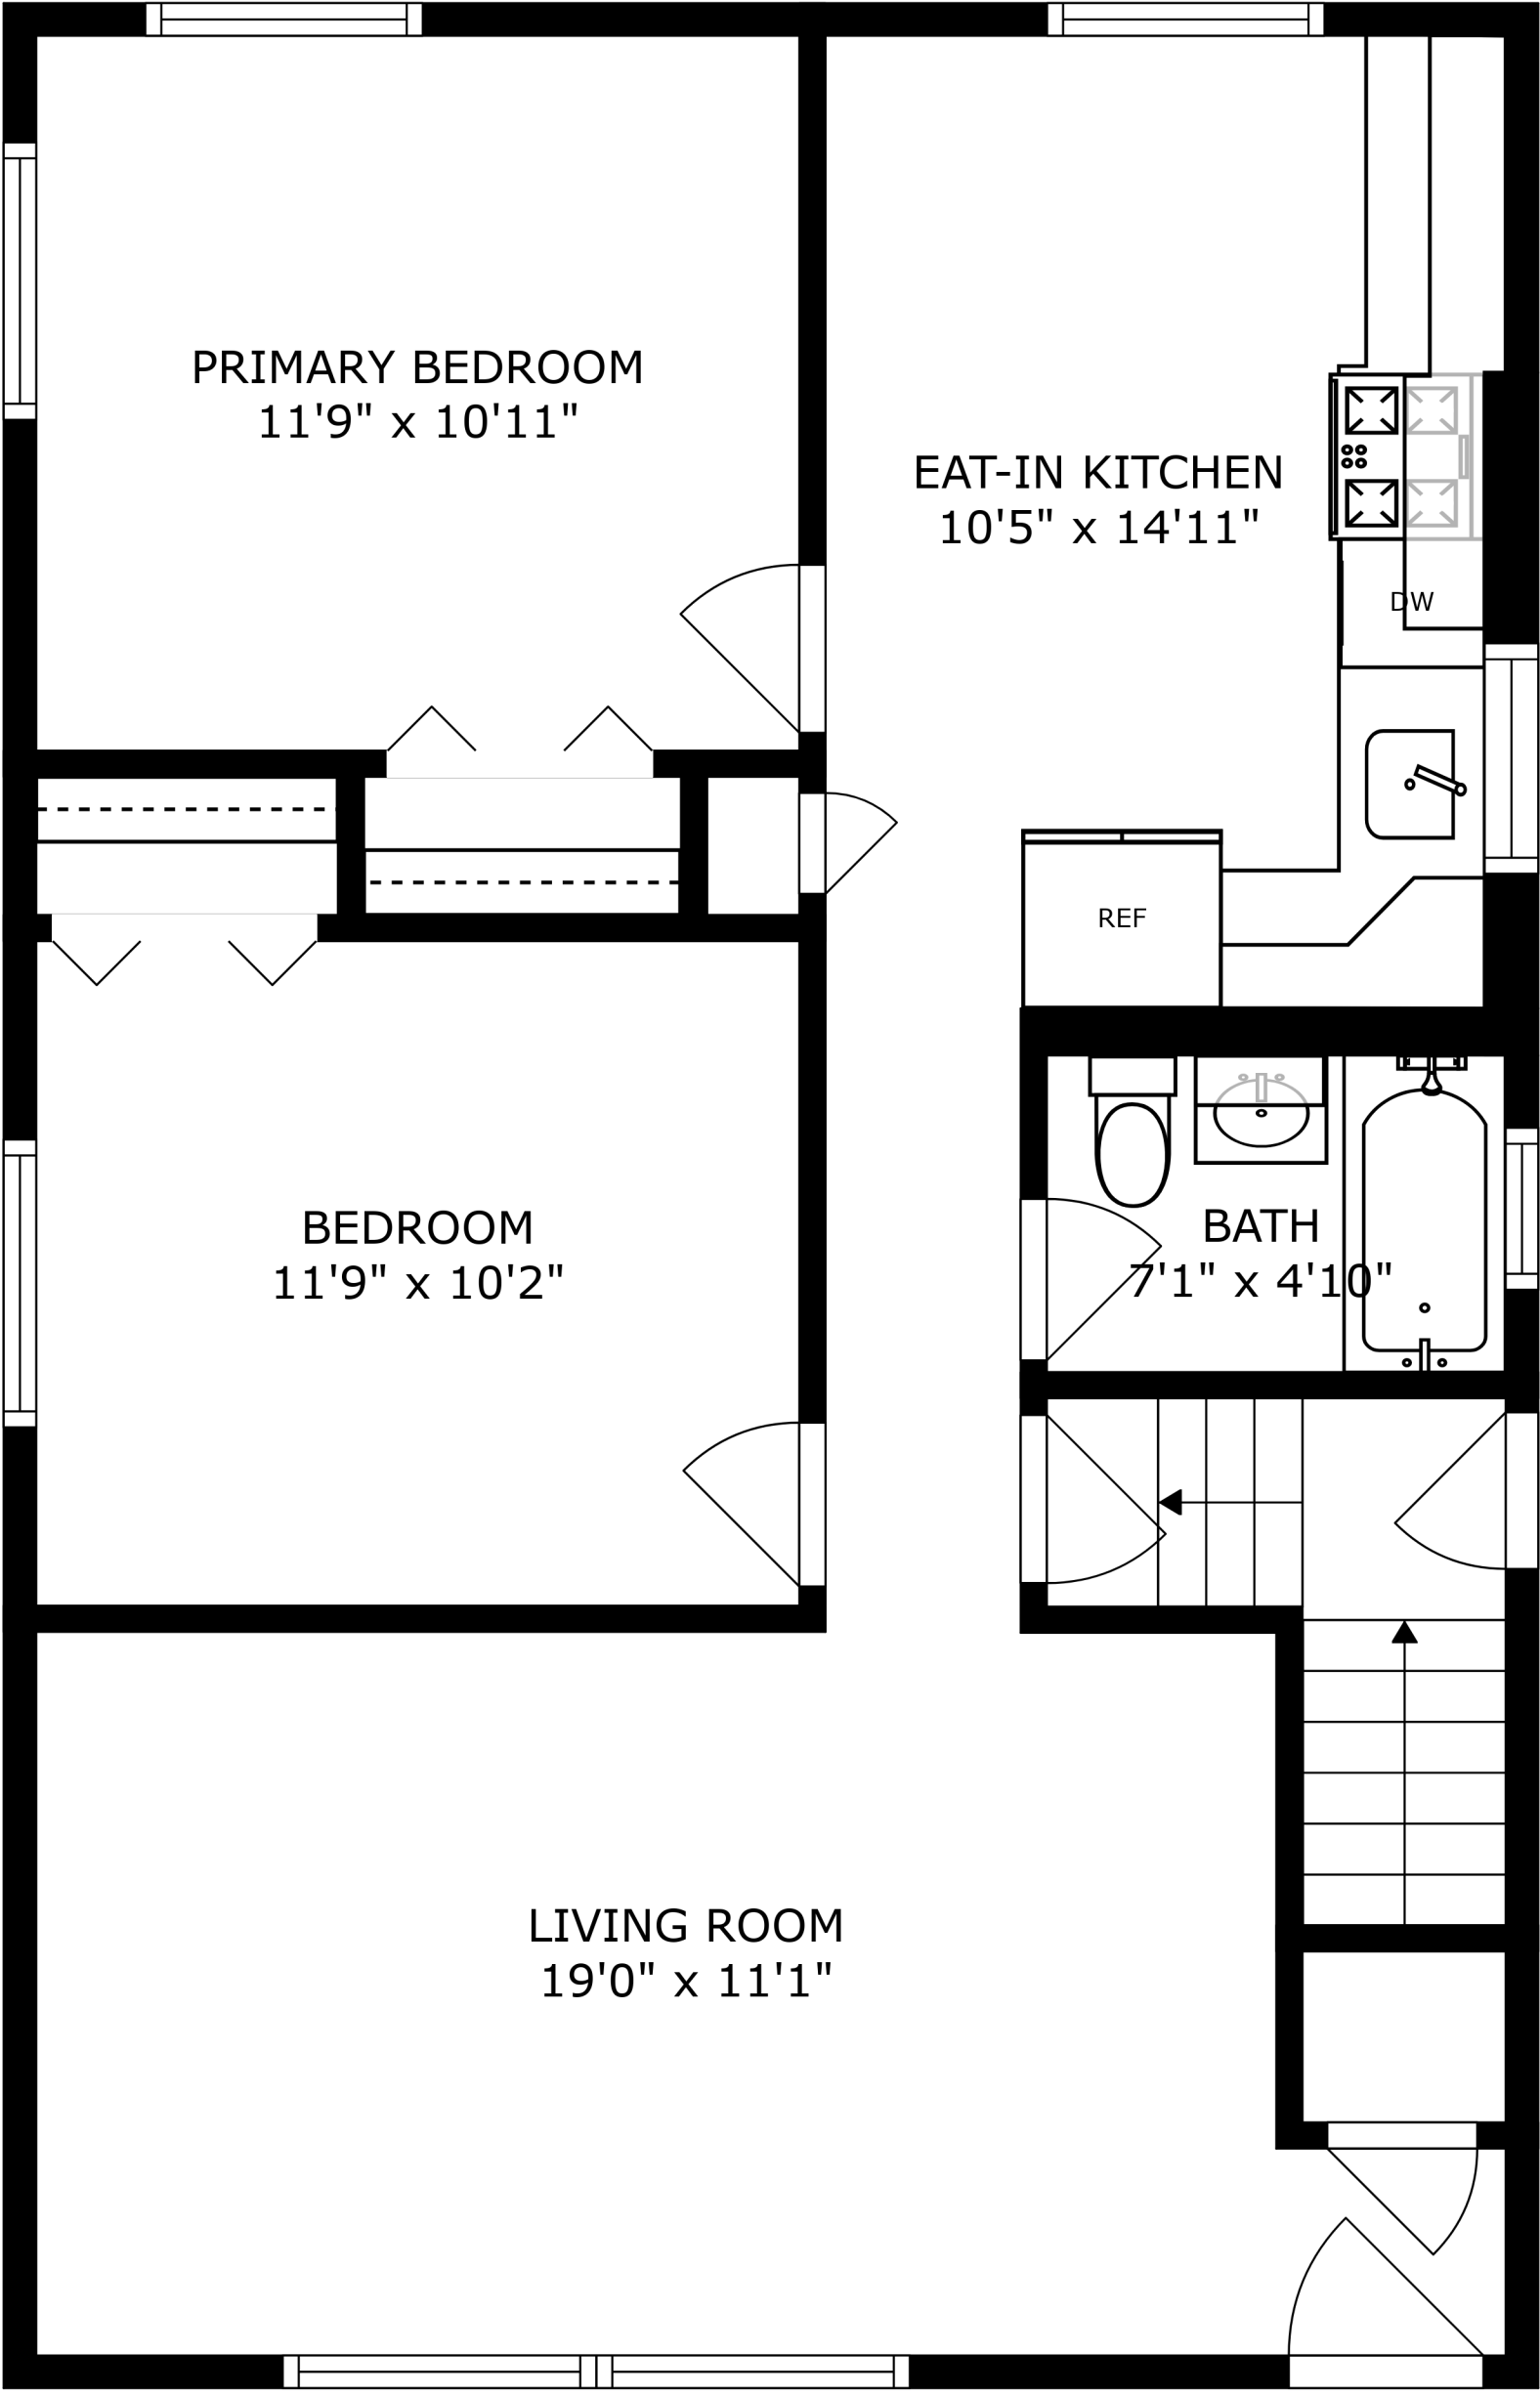 PRIMARY BEDROOM
11'9" x 10'11"
EAT-IN KITCHEN
10'5" x 14'11"
DW
REF
BEDROOM
11'9" x 10'2"
BATH
7'1" x 4'10"
LIVING ROOM
19'0" x 11'1"